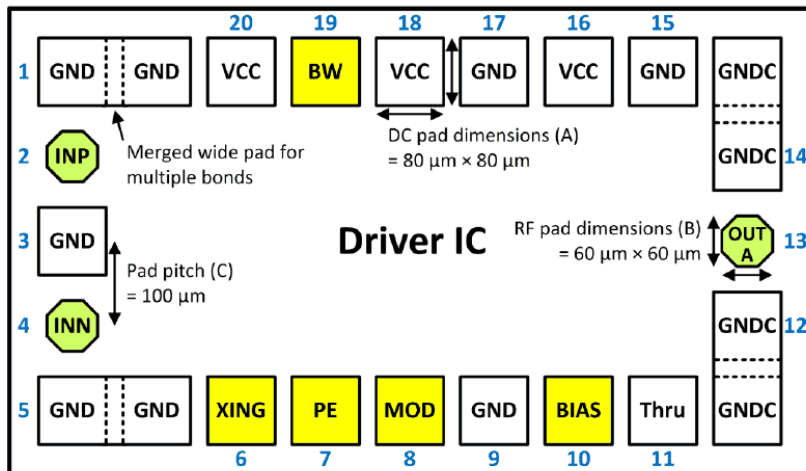 20 19 18 17 16 15
1 GND GND VCC BW VCC GND VCC GND GNDC
Merged wide pad for
multiple bonds
DC pad dimensions (A)
= 80 μm × 80 μm
2 INP
GNDC 14
3 GND
Pad pitch (C)
= 100 μm
Driver IC
RF pad dimensions (B)
= 60 μm × 60 μm
OUT
A
13
4 INN
GNDC 12
5 GND GND XING PE MOD GND BIAS Thru GNDC
6 7 8 9 10 11